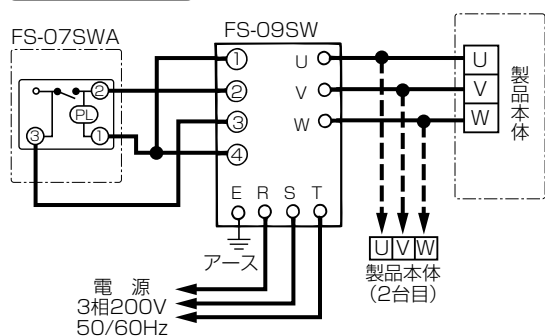 FS-07SWA
FS-09SW
②
PL
③
①
①
②
③
④
U
V
W
E R S T
アース
U
V
W
製品本体
U V W
製品本体
(2台目)
電 源
3相200V
50/60Hz